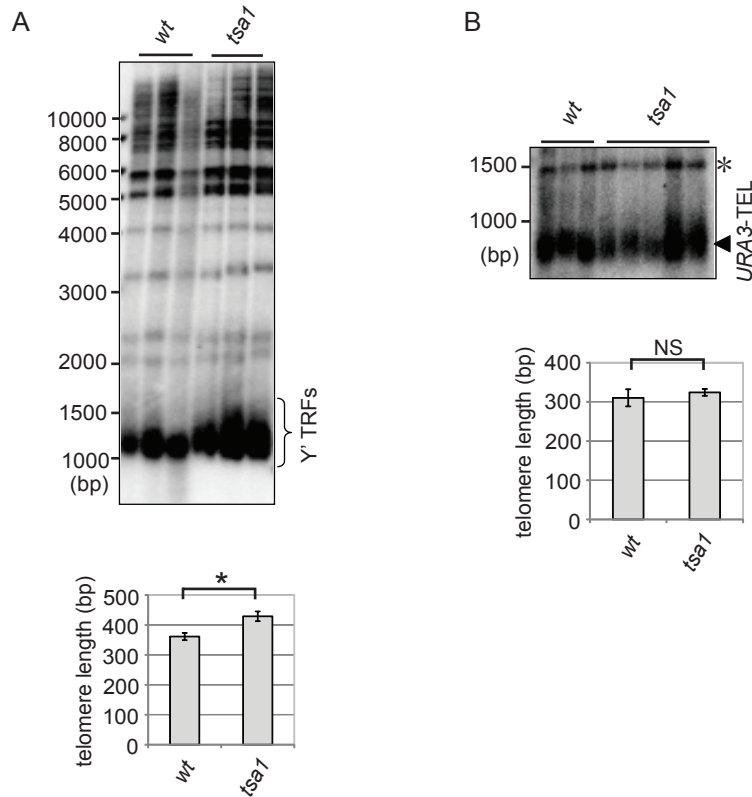 A
wt
tsa1
10000
8000
6000
5000
4000
3000
2000
1500
1000
(bp)
Y' TRFs
telomere length (bp)
500
400
300
200
100
0
*
wt
tsa1
B
wt
tsa1
1500
1000
(bp)
*
URA3-TEL
telomere length (bp)
400
300
200
100
0
NS
wt
tsa1